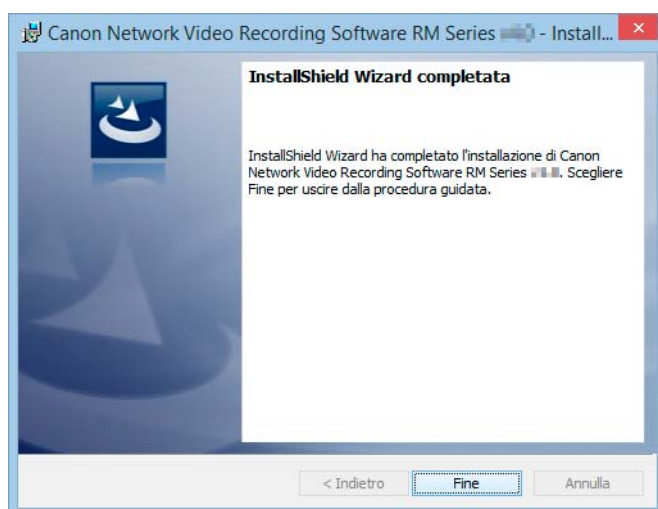 Canon Network Video Recording Software RM Series - Install...
InstallShield Wizard completata
InstallShield Wizard ha completato l'installazione di Canon
Network Video Recording Software RM Series . Scegliere
Fine per uscire dalla procedura guidata.
< Indietro
Fine
Annulla